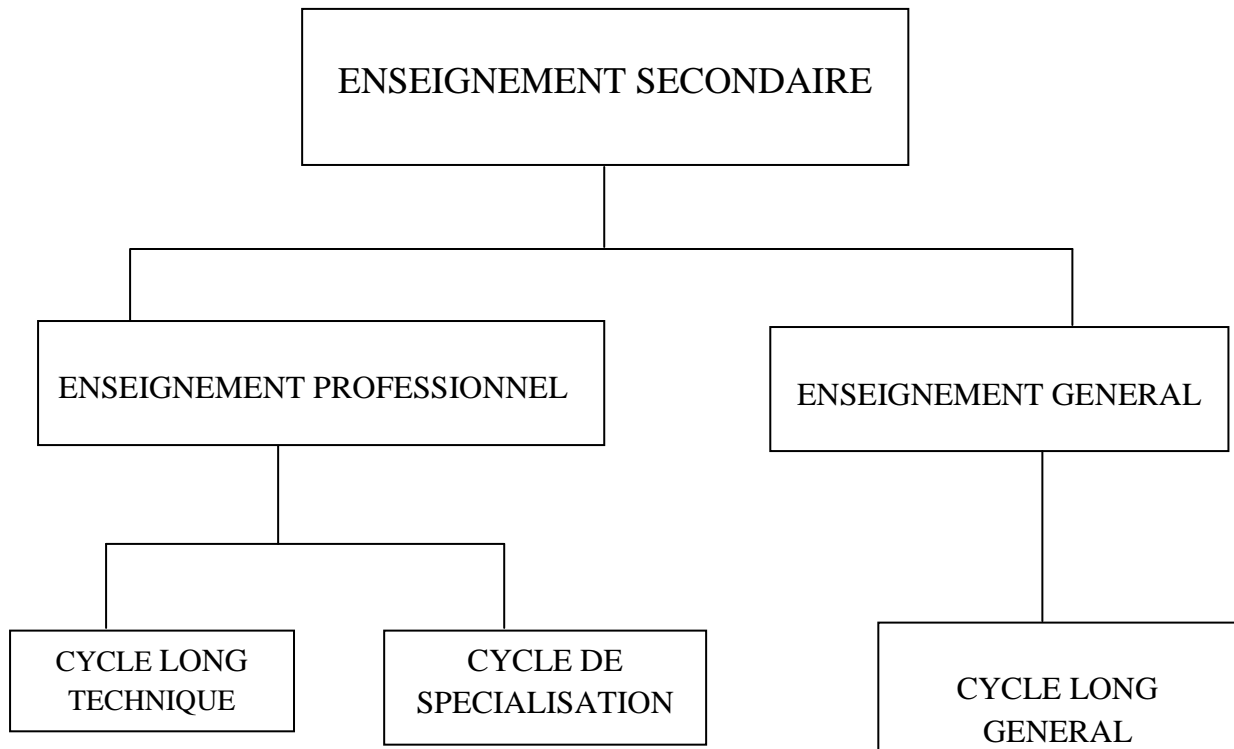 ENSEIGNEMENT SECONDAIRE
ENSEIGNEMENT PROFESSIONNEL
ENSEIGNEMENT GENERAL
CYCLE LONG
TECHNIQUE
CYCLE DE
SPECIALISATION
CYCLE LONG
GENERAL